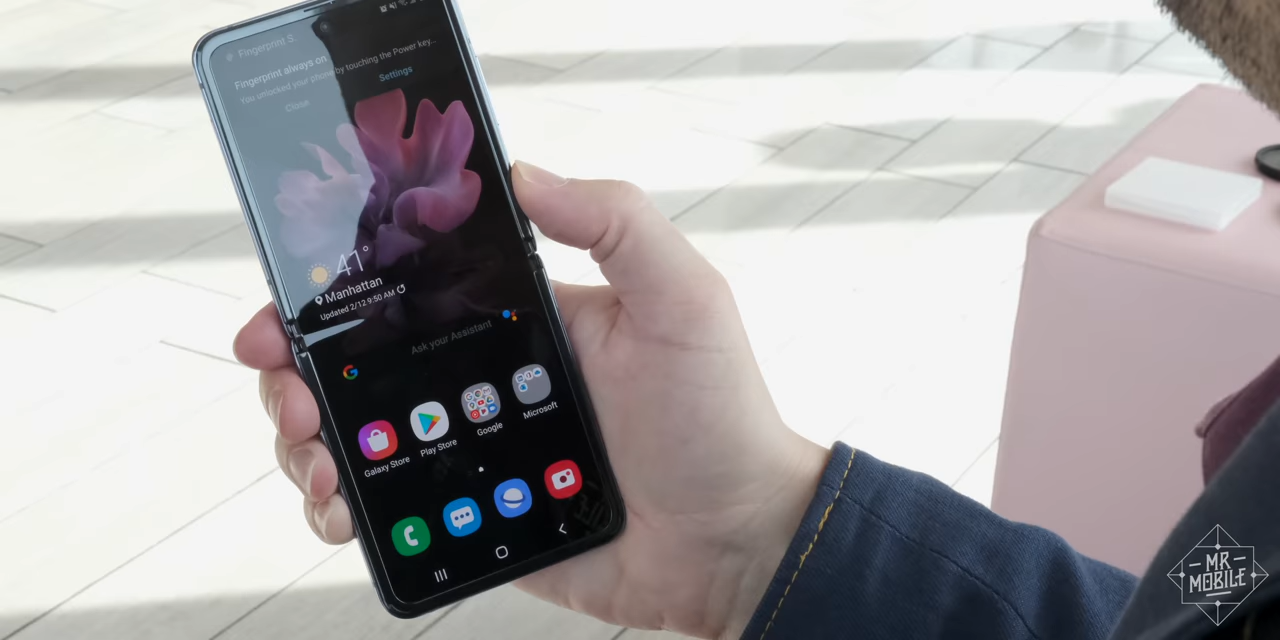 Fingerprint S.
Fingerprint always on
You unlocked your phone by touching the Power key...
Settings
Close
41°
Manhattan
Updated 2/12 9:50 AM
Ask your Assistant
Galaxy Store
Play Store
Google
Microsoft
MR
MOBILE